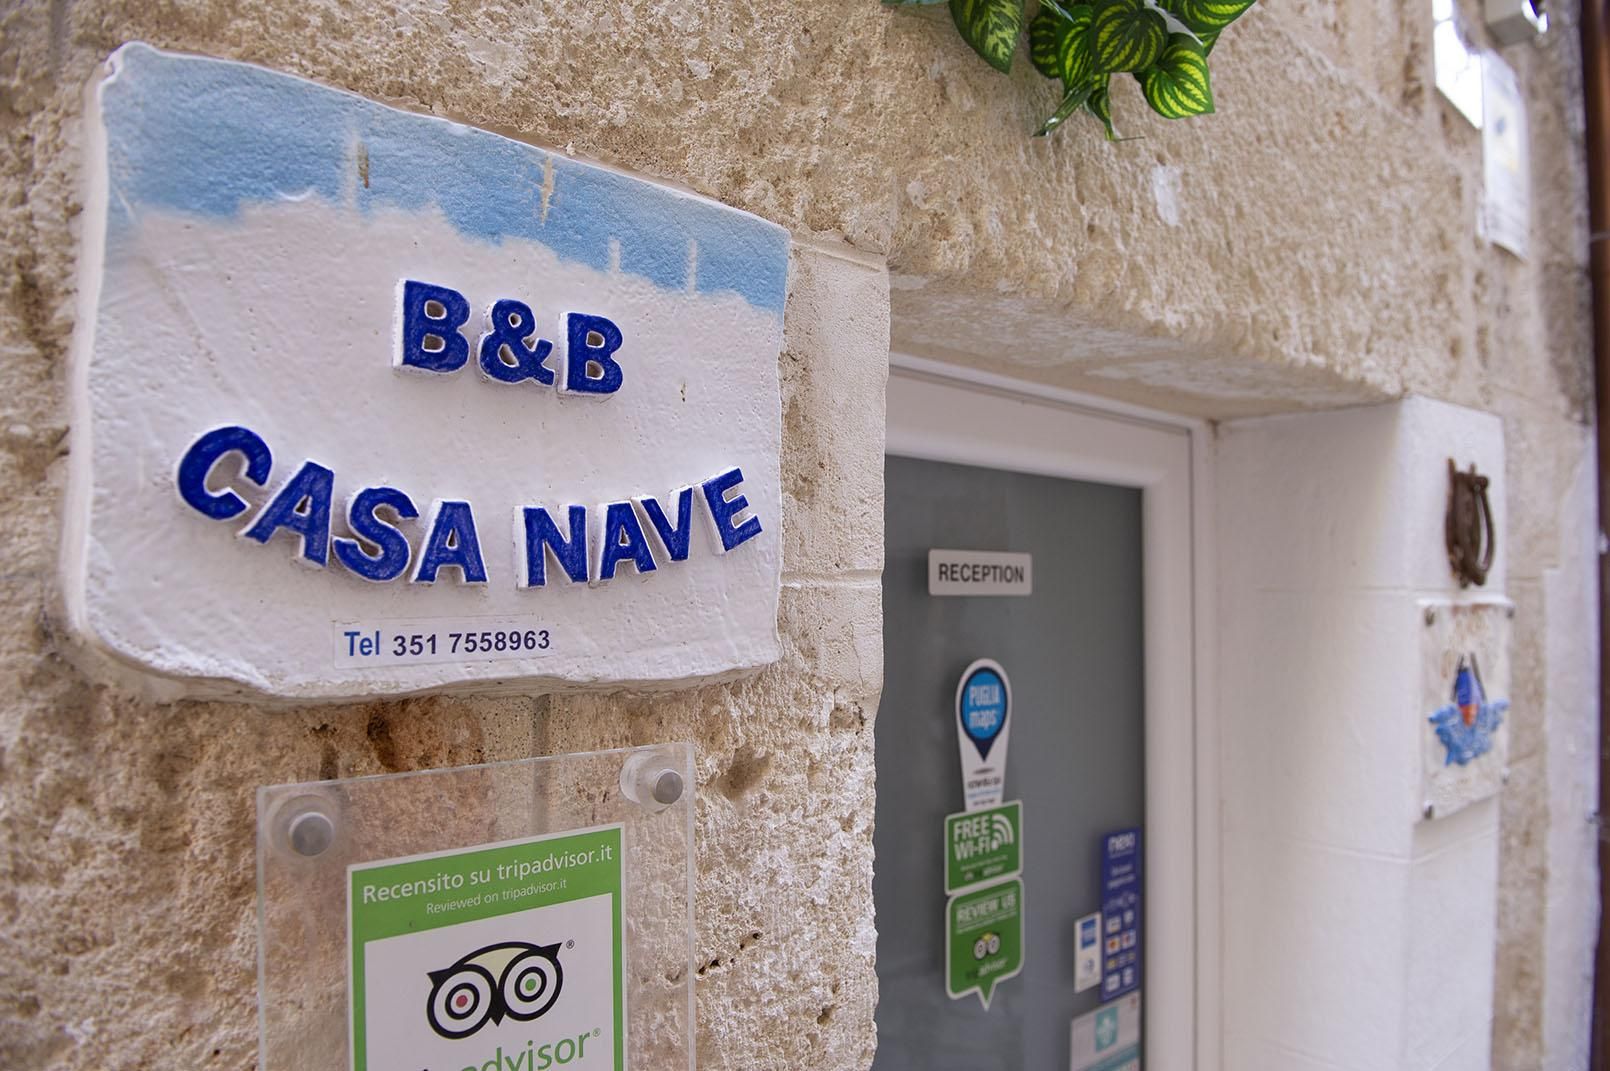 B&B
CASA NAVE
Tel 351 7558963
Recensito su tripadvisor.it
Reviewed on tripadvisor.it
RECEPTION
PUGLIA
maps
FREE
WI-FI
REVIEW US
nexi